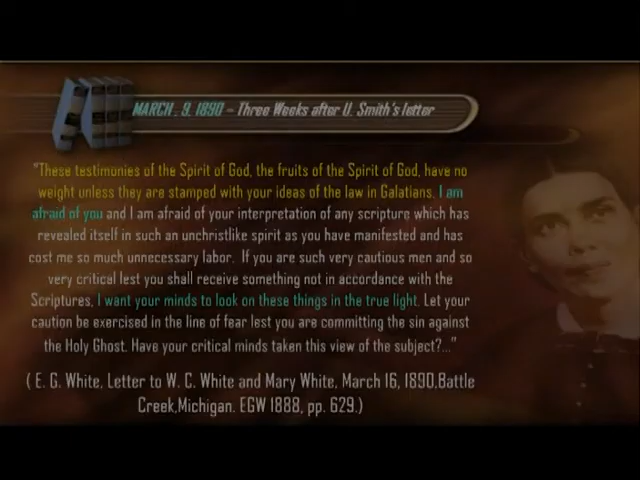 MARCH . 9. 1890 – Three Weeks after U. Smith's letter
"These testimonies of the Spirit of God, the fruits of the Spirit of God, have no
weight unless they are stamped with your ideas of the law in Galatians. I am
afraid of you and I am afraid of your interpretation of any scripture which has
revealed itself in such an unchristlike spirit as you have manifested and has
cost me so much unnecessary labor. If you are such very cautious men and so
very critical lest you shall receive something not in accordance with the
Scriptures, I want your minds to look on these things in the true light. Let your
caution be exercised in the line of fear lest you are committing the sin against
the Holy Ghost. Have your critical minds taken this view of the subject?..."
( E. G. White, Letter to W. C. White and Mary White, March 16, 1890,Battle
Creek,Michigan. EGW 1888, pp. 629.)